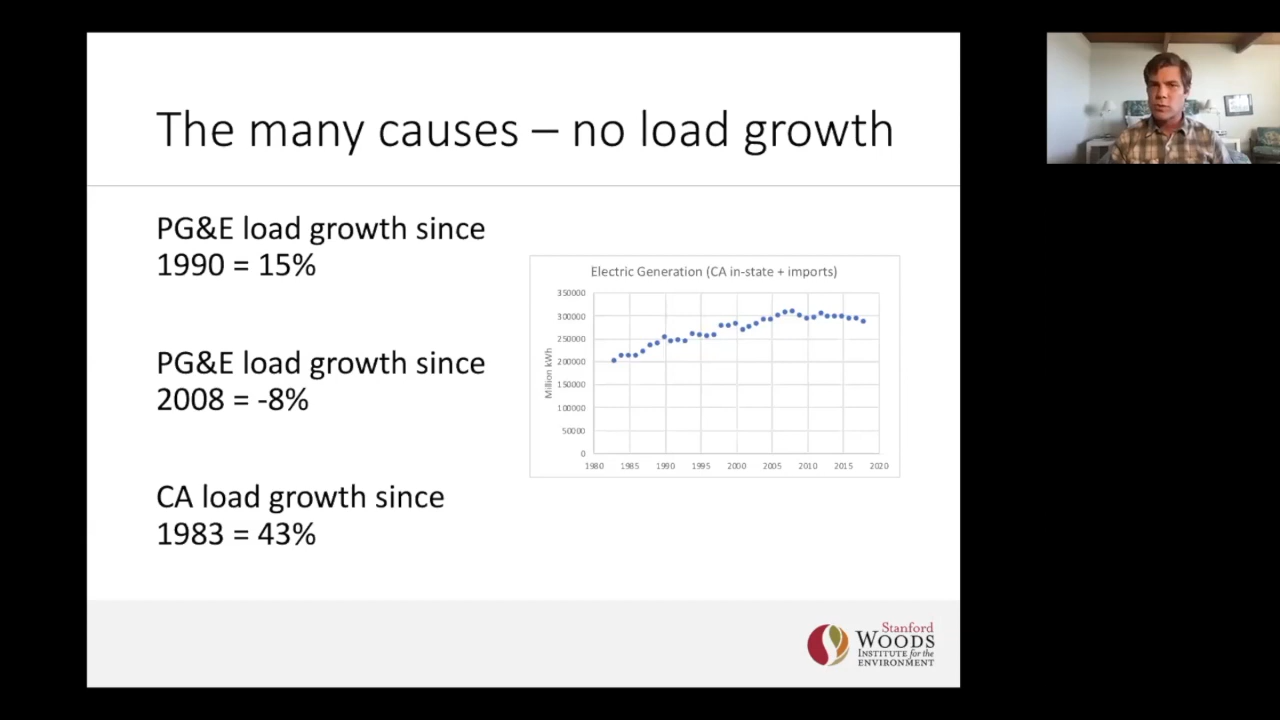 The many causes – no load growth
PG&E load growth since
1990 = 15%
PG&E load growth since
2008 = -8%
CA load growth since
1983 = 43%
Electric Generation (CA in-state + imports)
Million kWh
350000
300000
250000
200000
150000
100000
50000
0
1980 1985 1990 1995 2000 2005 2010 2015 2020
Stanford
WOODS
INSTITUTE for the
ENVIRONMENT